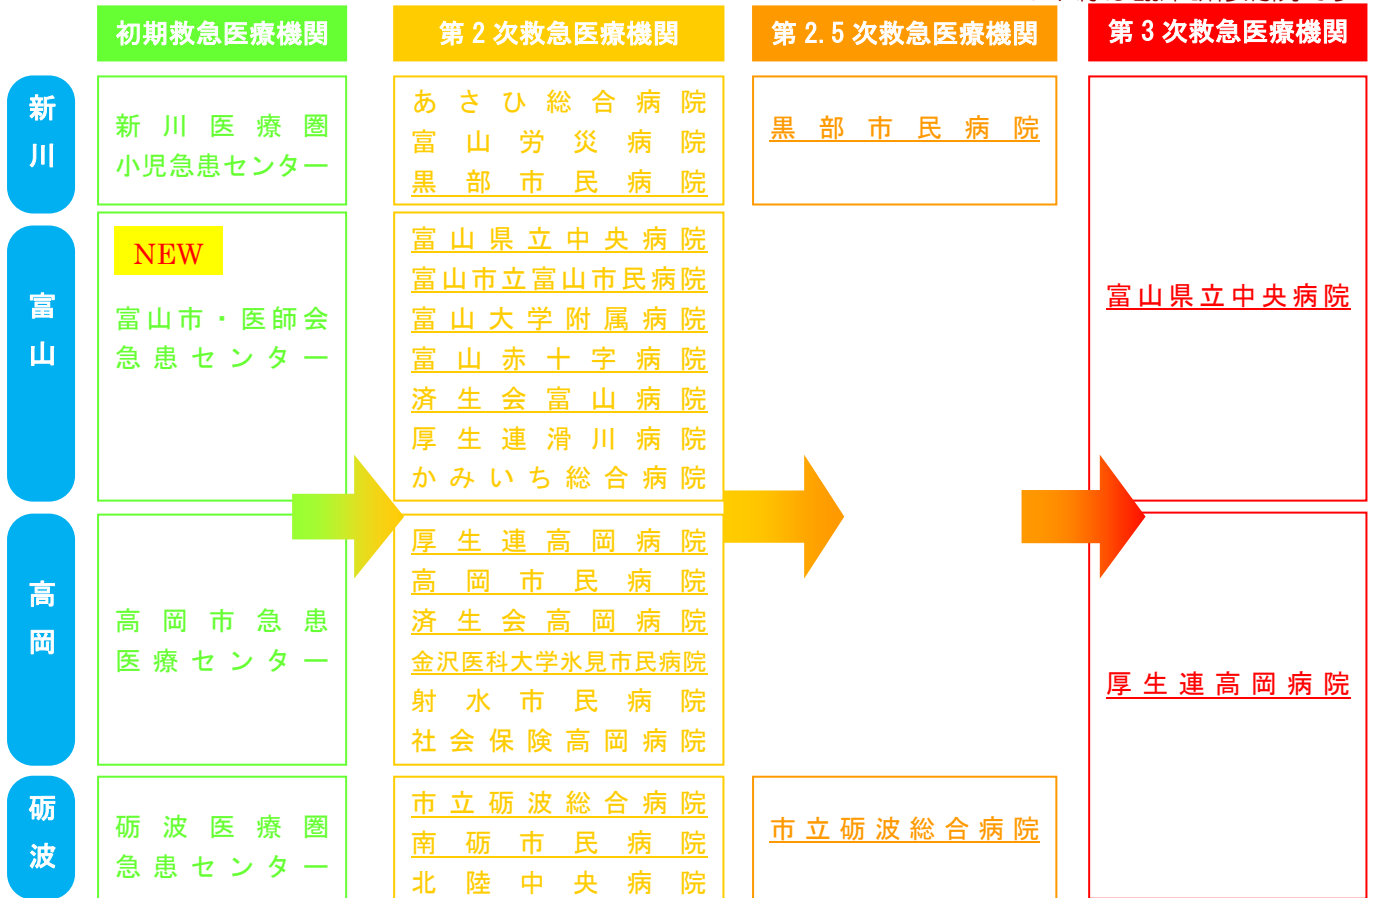 初期救急医療機関
第２次救急医療機関
第２.５次救急医療機関
第３次救急医療機関
新川
新川医療圏
小児急患センター
あさひ総合病院
富山労災病院
黒部市民病院
黒部市民病院
富山
NEW
富山市・医師会
急患センター
富山県立中央病院
富山市立富山市民病院
富山大学附属病院
富山赤十字病院
済生会富山病院
厚生連滑川病院
かみいち総合病院
富山県立中央病院
高岡
高岡市急患
医療センター
厚生連高岡病院
高岡市民病院
済生会高岡病院
金沢医科大学氷見市民病院
射水市民病院
社会保険高岡病院
厚生連高岡病院
砺波
砺波医療圏
急患センター
市立砺波総合病院
南砺市民病院
北陸中央病院
市立砺波総合病院